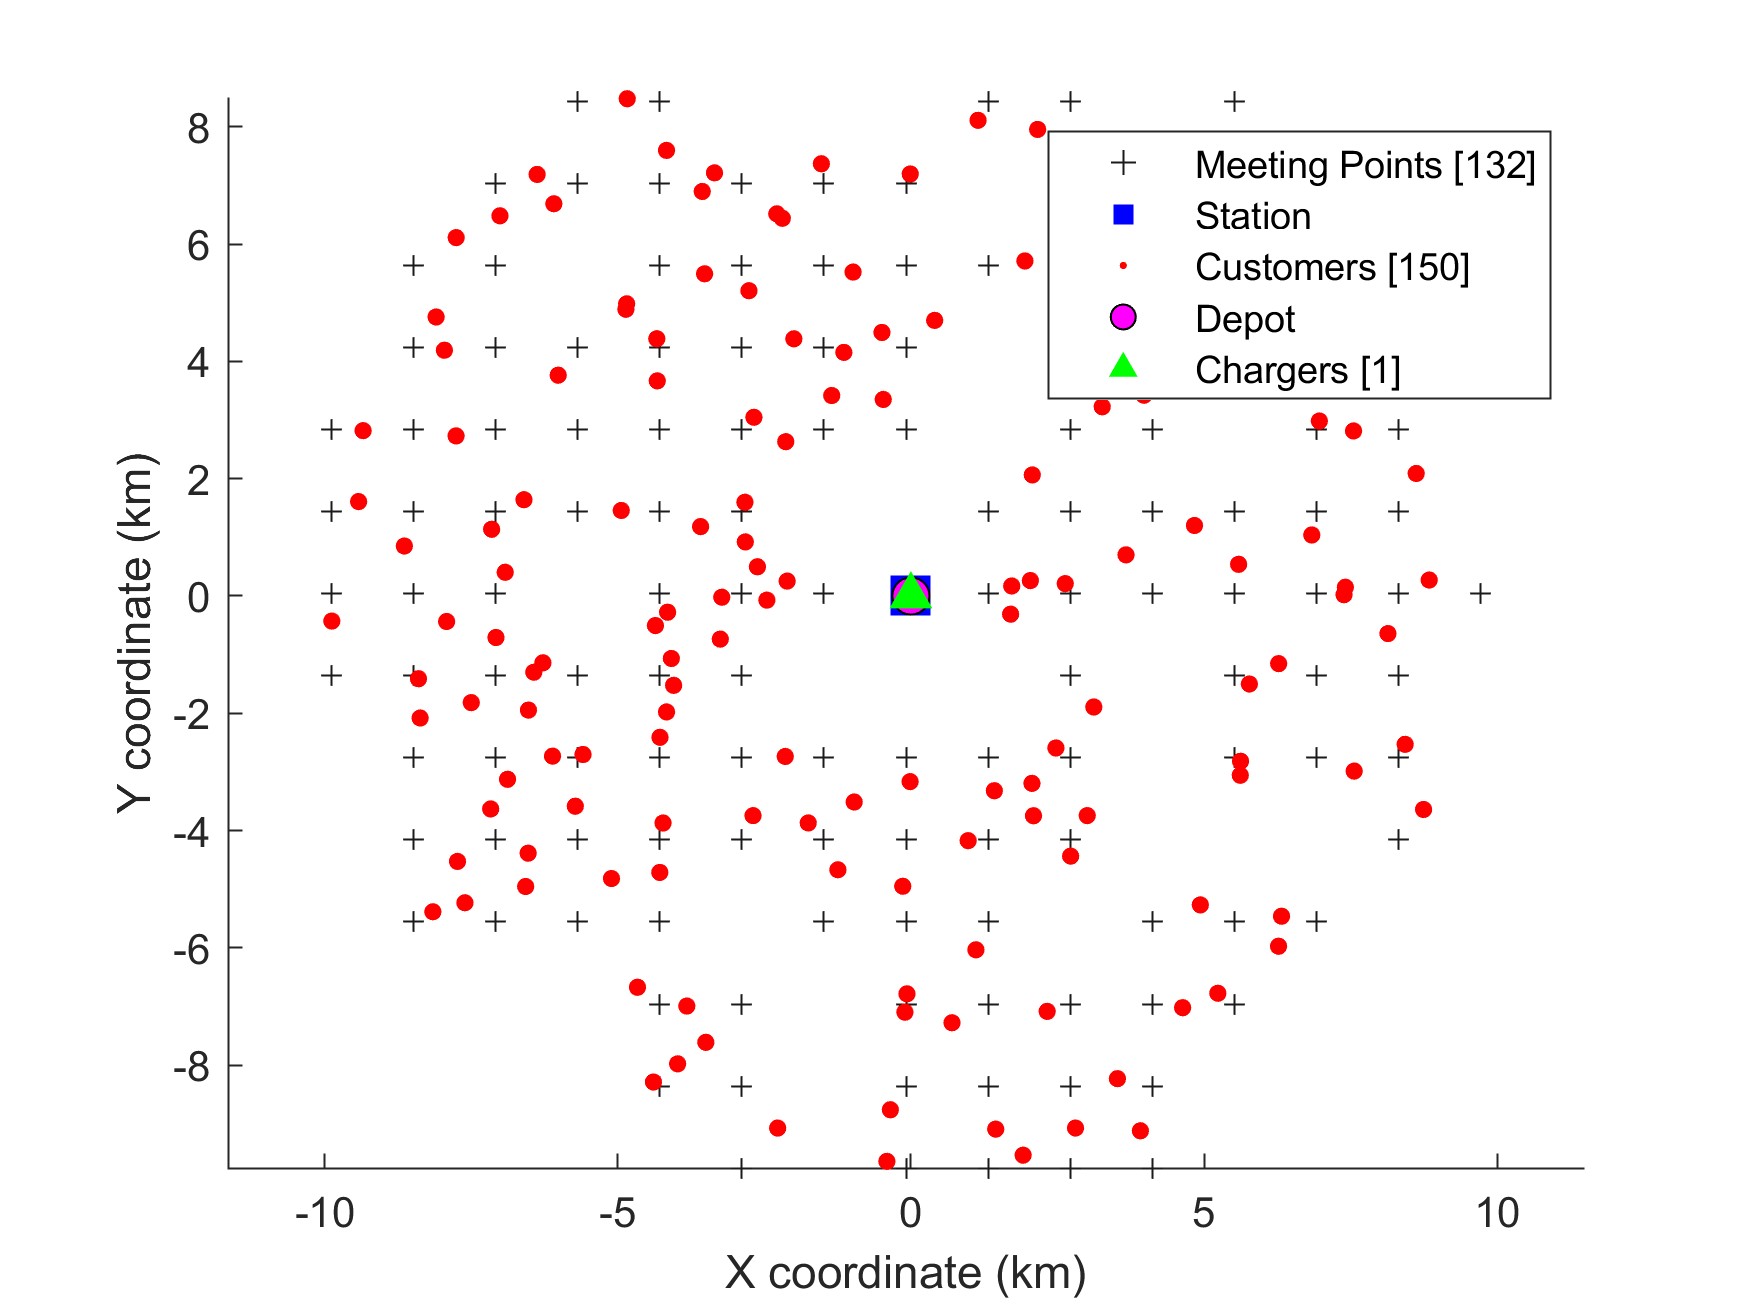 8
6
4
2
0
-2
-4
-6
-8
Y coordinate (km)
Meeting Points [132]
Station
Customers [150]
Depot
Chargers [1]
-10 -5 0 5 10
X coordinate (km)